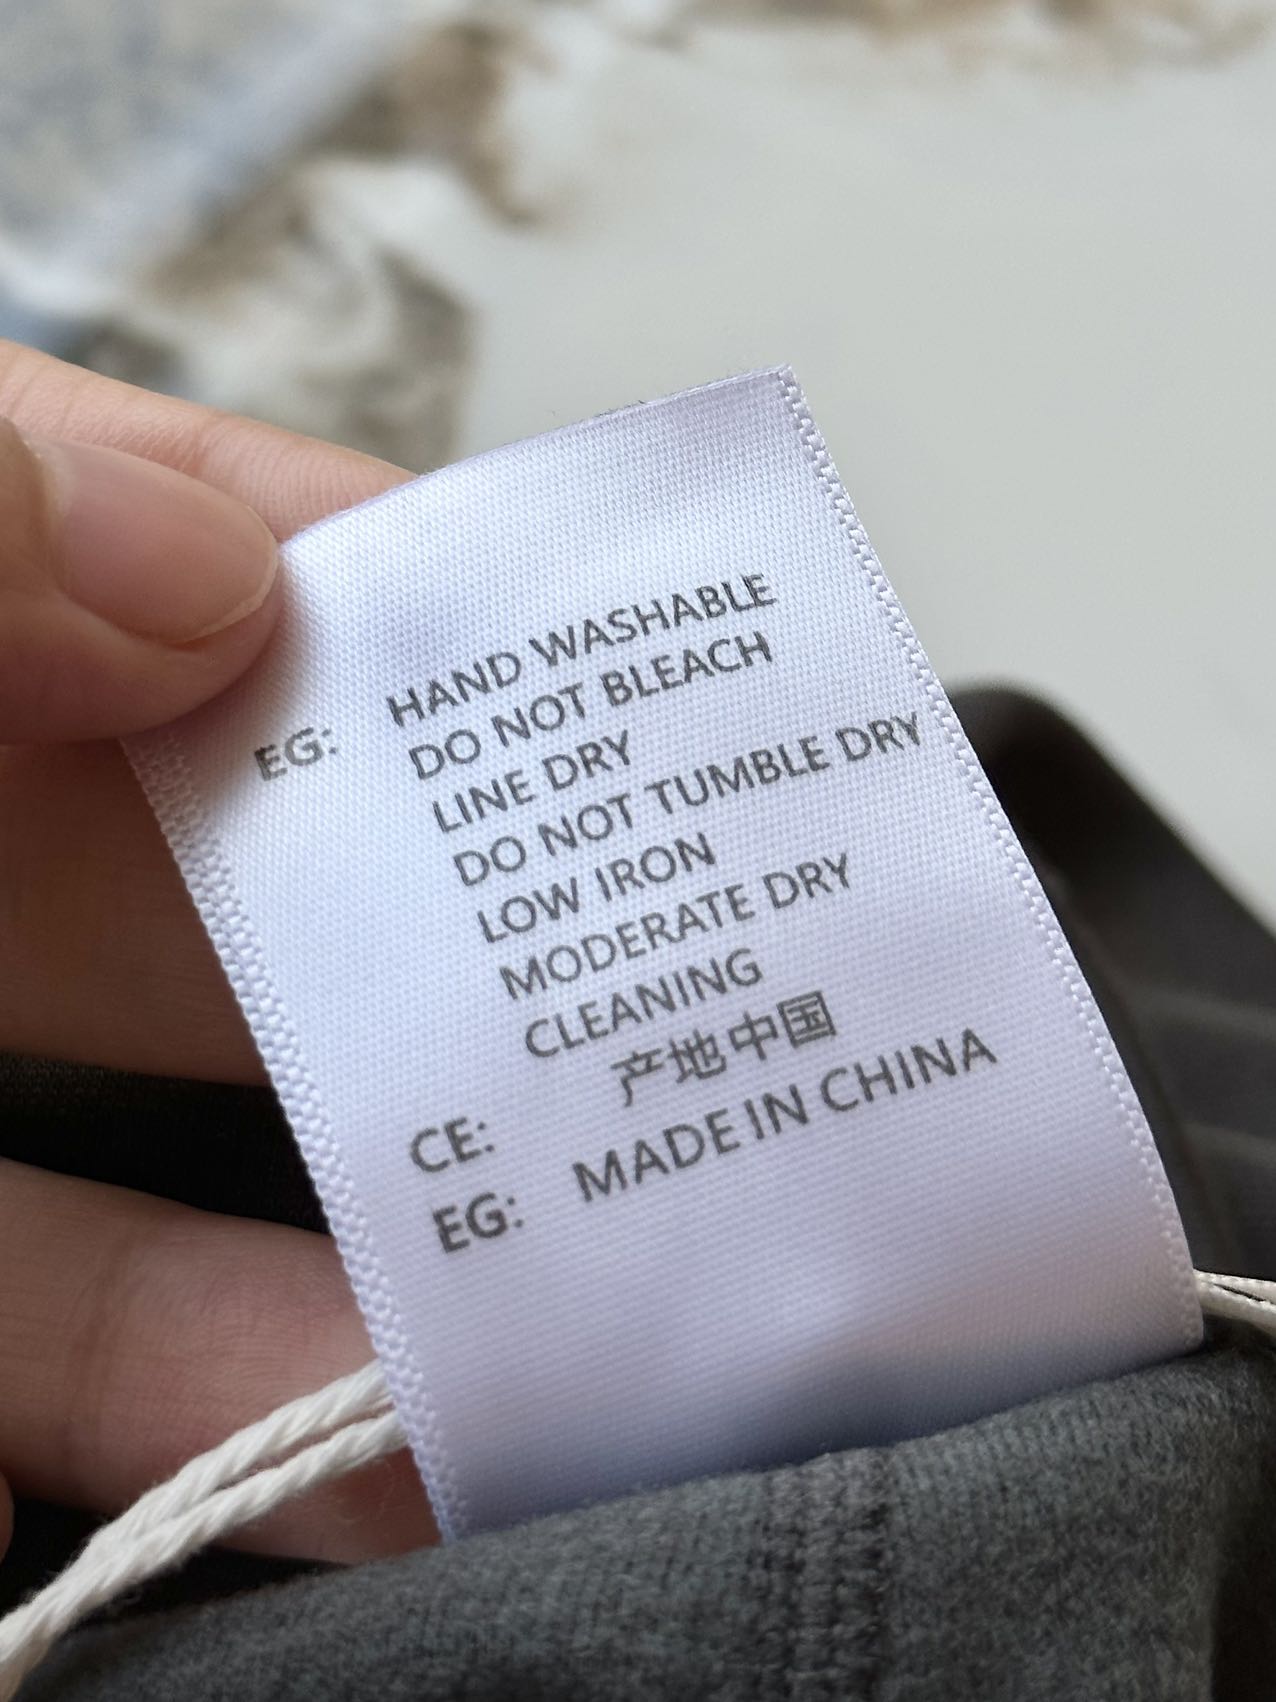 EG: HAND WASHABLE
DO NOT BLEACH
LINE DRY
DO NOT TUMBLE DRY
LOW IRON
MODERATE DRY
CLEANING
CE: 产地中国
EG: MADE IN CHINA